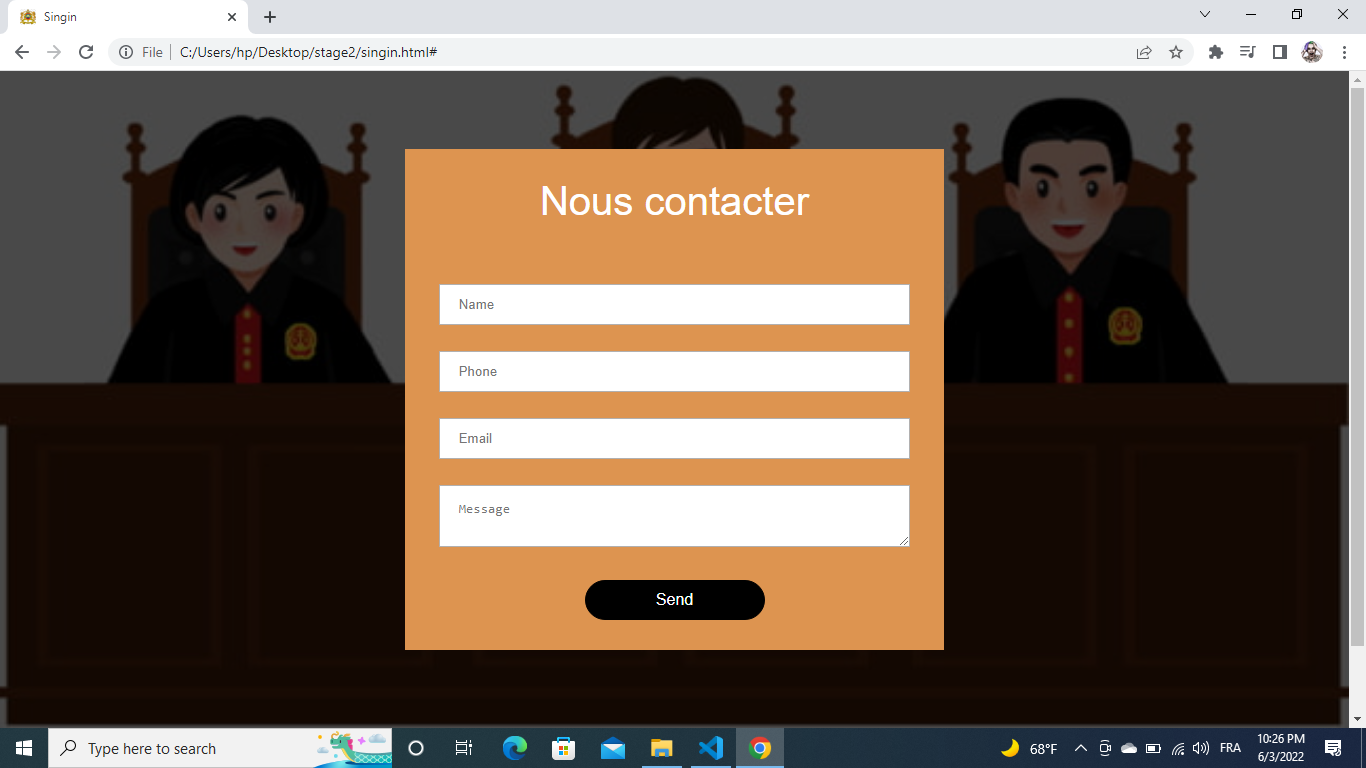 Singin
File
C:/Users/hp/Desktop/stage2/singin.html#
Nous contacter
Name
Phone
Email
Message
Send
Type here to search
68°F
FRA
10:26 PM
6/3/2022